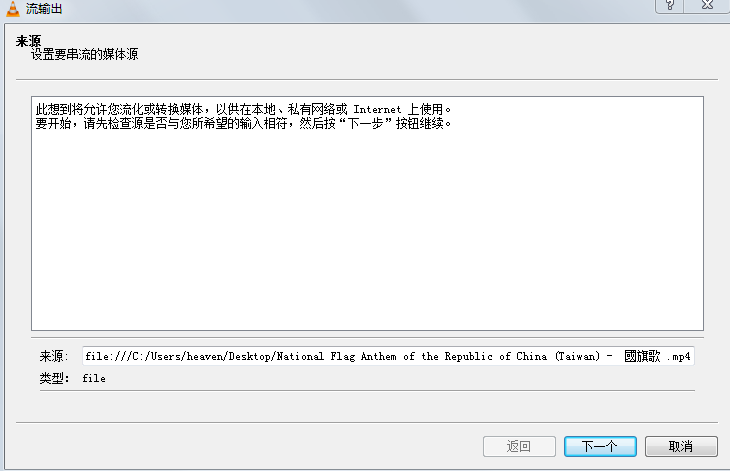 流输出
来源
设置要串流的媒体源
此想到将允许您流化或转换媒体，以供在本地、私有网络或 Internet 上使用。
要开始，请先检查源是否与您所希望的输入相符，然后按“下一步”按钮继续。
来源: file:///C:/Users/heaven/Desktop/National Flag Anthem of the Republic of China (Taiwan) - 國旗歌 .mp4
类型: file
返回 下一个 取消